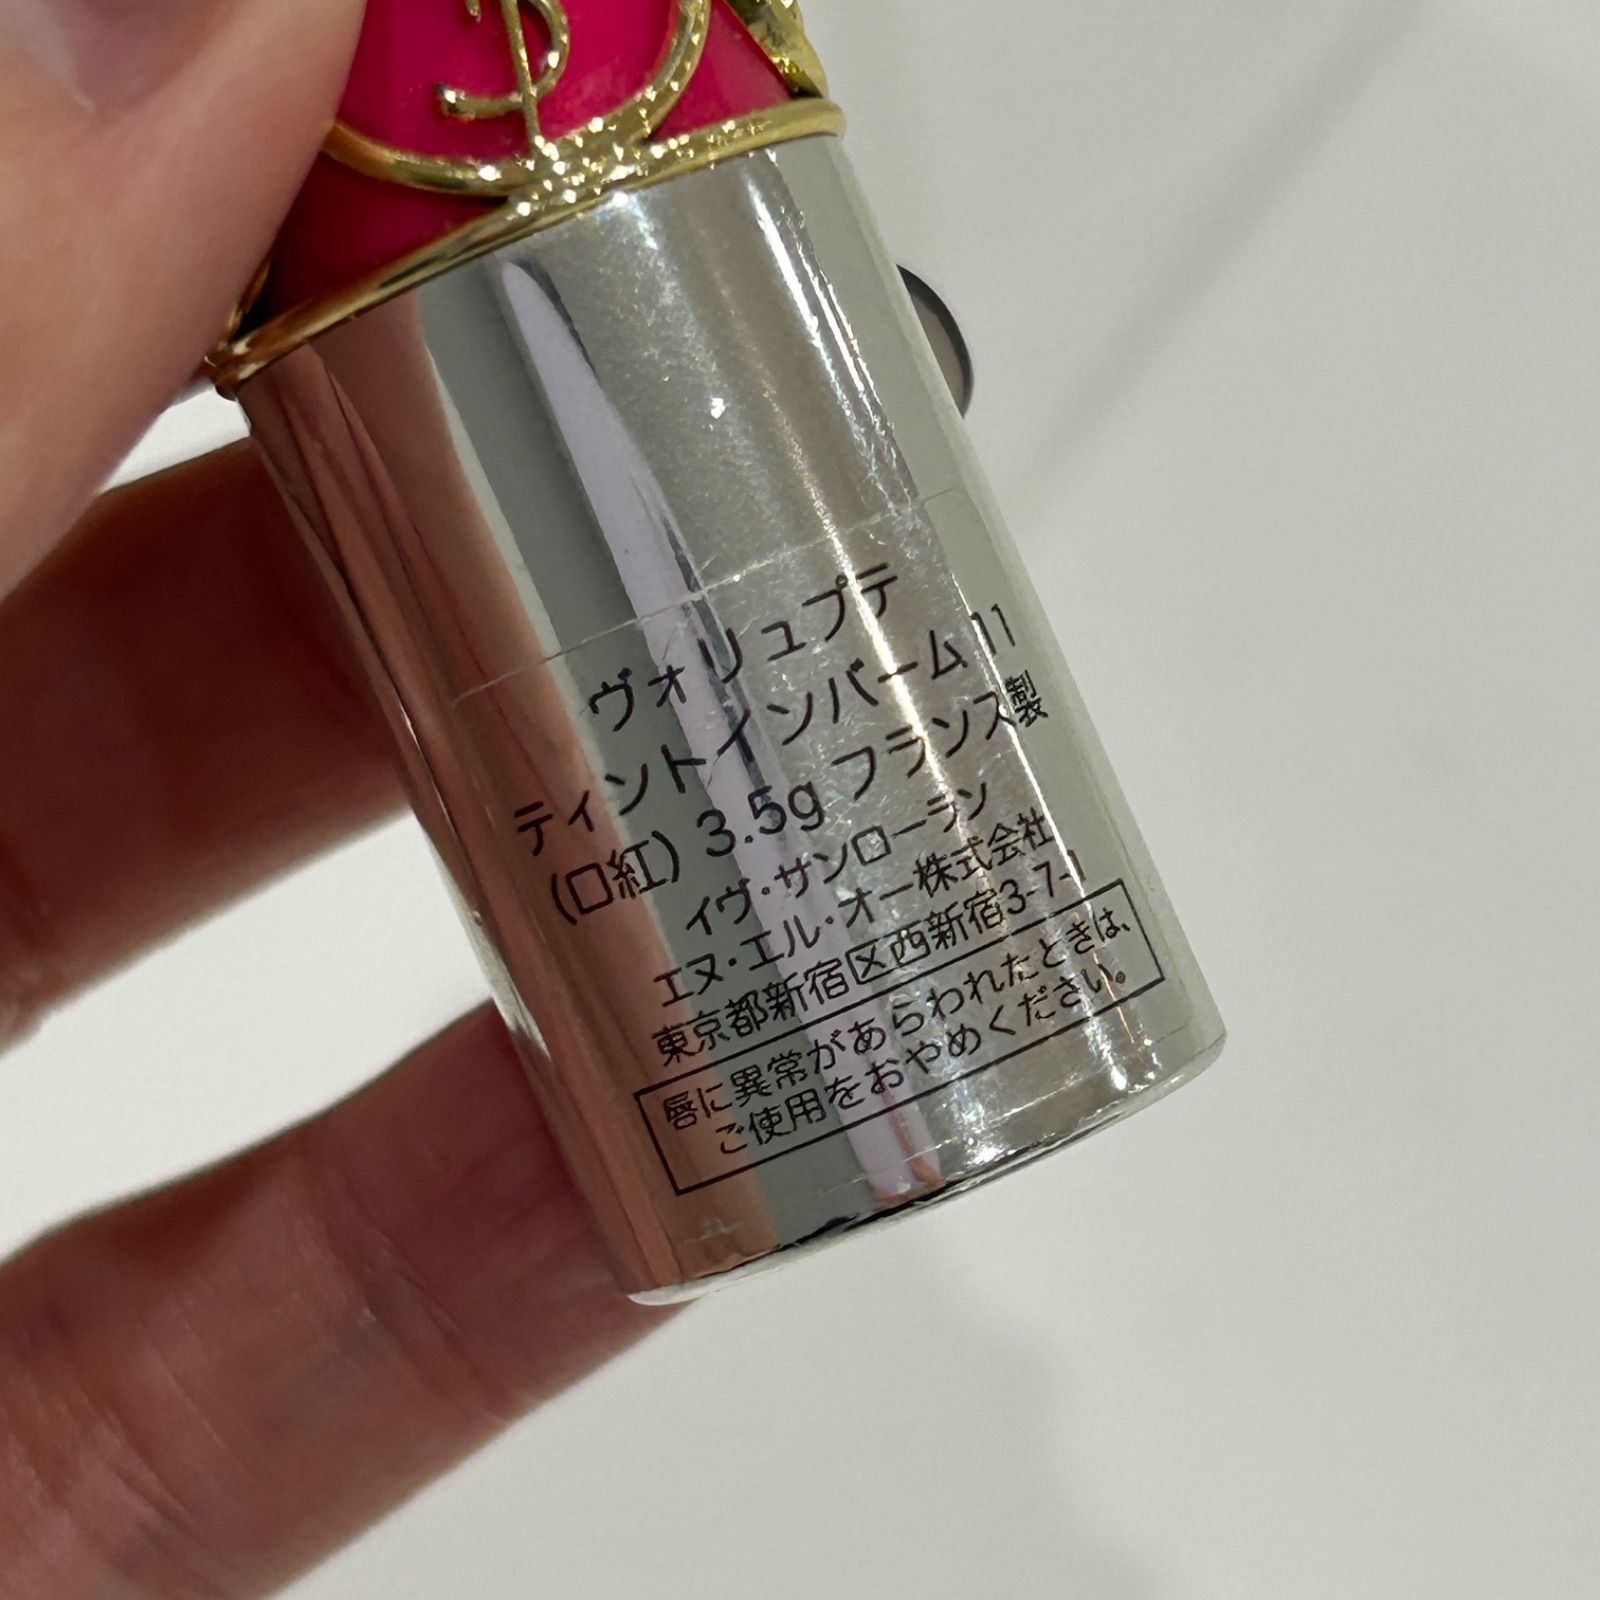 ヴォリュプテ
ティントインバーム 11
(口紅) 3.5g フランス製
イヴ・サンローラン
エヌ・エル・オー株式会社
東京都新宿区西新宿3-7-1
唇に異常があらわれたときは、
ご使用をおやめください。